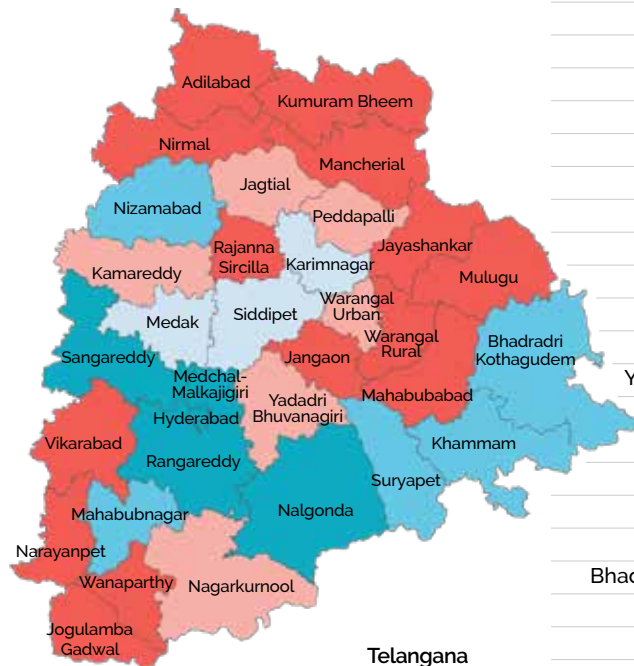 Adilabad
Kumuram Bheem
Nirmal
Mancherial
Jagtial
Nizamabad
Peddapalli
Rajanna
Sircilla
Jayashankar
Karimnagar
Kamareddy
Mulugu
Warangal
Urban
Siddipet
Medak
Warangal
Rural
Bhadradri
Kothagudem
Sangareddy
Jangaon
Medchal-
Malkajigiri
Mahabubabad
Yadadri
Bhuvanagiri
Y
Hyderabad
Vikarabad
Khammam
Rangareddy
Suryapet
Nalgonda
Mahabubnagar
Narayanpet
Wanaparthy
Nagarkurnool
Bhad
Jogulamba
Gadwal
Telangana